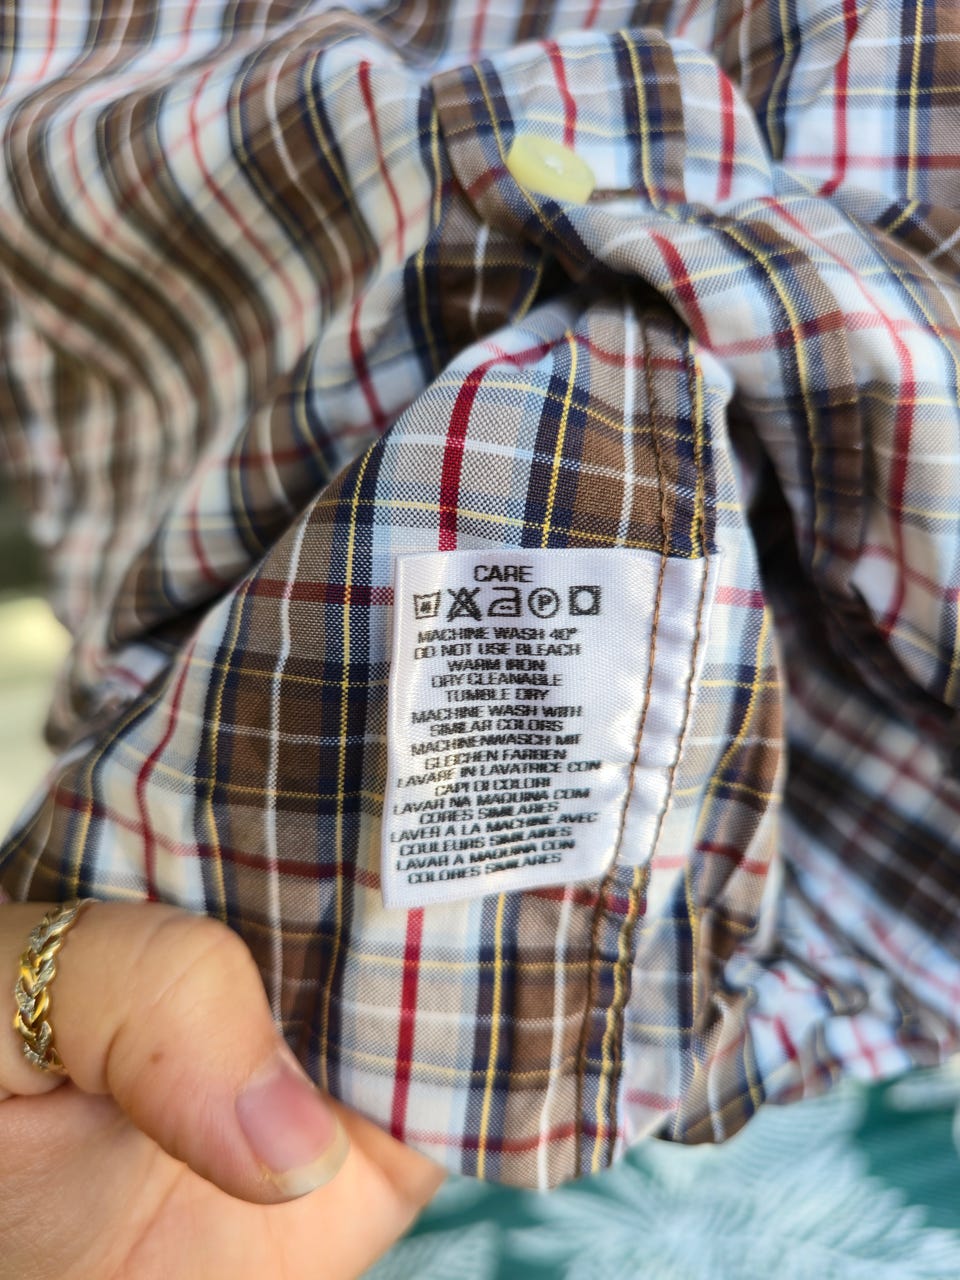 CARE
P
MACHINE WASH 40°
DO NOT USE BLEACH
WARM IRON
DRY CLEANABLE
TUMBLE DRY
MACHINE WASH WITH
SIMILAR COLORS
MACHINENWASCH MIT
GLEICHEN FARBEN
LAVARE IN LAVATRICE CON
CAPI DI COLORI
LAVAR NA MAQUINA COM
CORES SIMILARES
LAVER A LA MACHINE AVEC
COULEURS SIMILAIRES
LAVAR A MAQUINA CON
COLORES SIMILARES